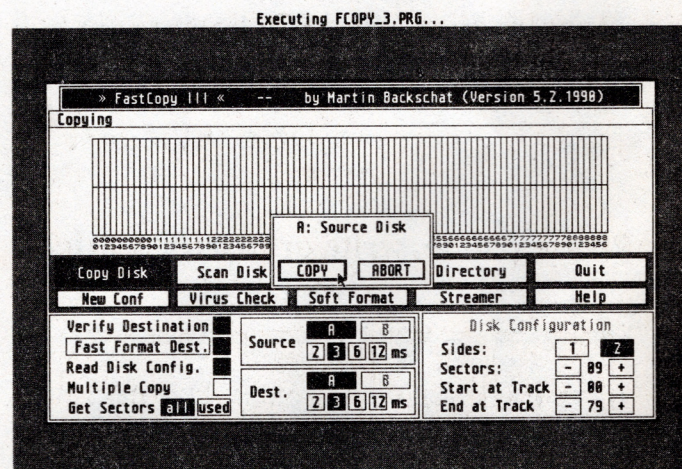 Executing FCOPY_3.PRG...
» FastCopy III « -- by Martin Backschat (Version 5.2.1990)
Copying
A: Source Disk
COPY ABORT
Copy Disk Scan Disk Directory Quit
New Conf Virus Check Soft Format Streamer Help
Verify Destination
Fast Format Dest.
Read Disk Config.
Multiple Copy
Get Sectors all used
Source A B
2 3 6 12 ms
Dest. A B
2 3 6 12 ms
Disk Configuration
Sides: 1 2
Sectors: - 09 +
Start at Track - 00 +
End at Track - 79 +